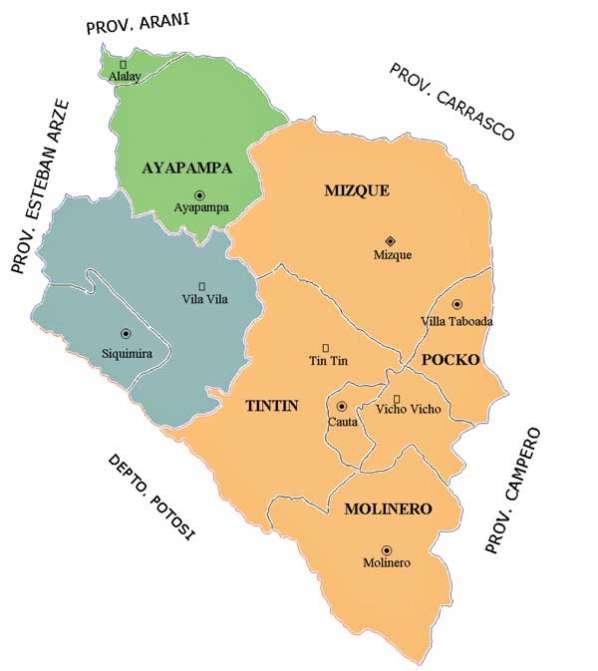 PROV. ARANI
PROV. CARRASCO
Alalay
PROV. ESTEBAN ARZE
AYAPAMPA
MIZQUE
Ayapampa
Mizque
Vila Vila
Villa Taboada
Siquimira
Tin Tin
POCKO
TINTIN
Cauta
Vicho Vicho
PROV. CAMPERO
DEPTO. POTOSI
MOLINERO
Molinero